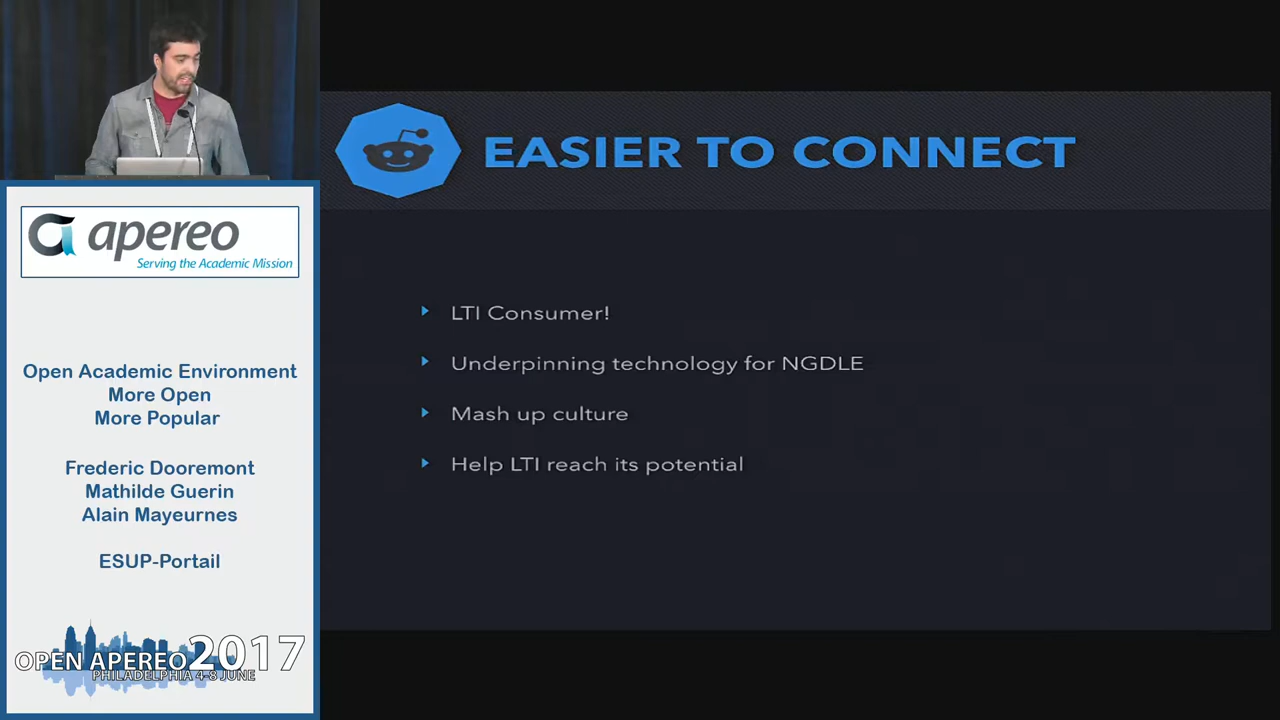 apereo
Serving the Academic Mission
Open Academic Environment
More Open
More Popular
Frederic Dooremont
Mathilde Guerin
Alain Mayeurnes
ESUP-Portail
OPEN APEREO 2017
PHILADELPHIA 4-8 JUNE
EASIER TO CONNECT
LTI Consumer!
Underpinning technology for NGDLE
Mash up culture
Help LTI reach its potential